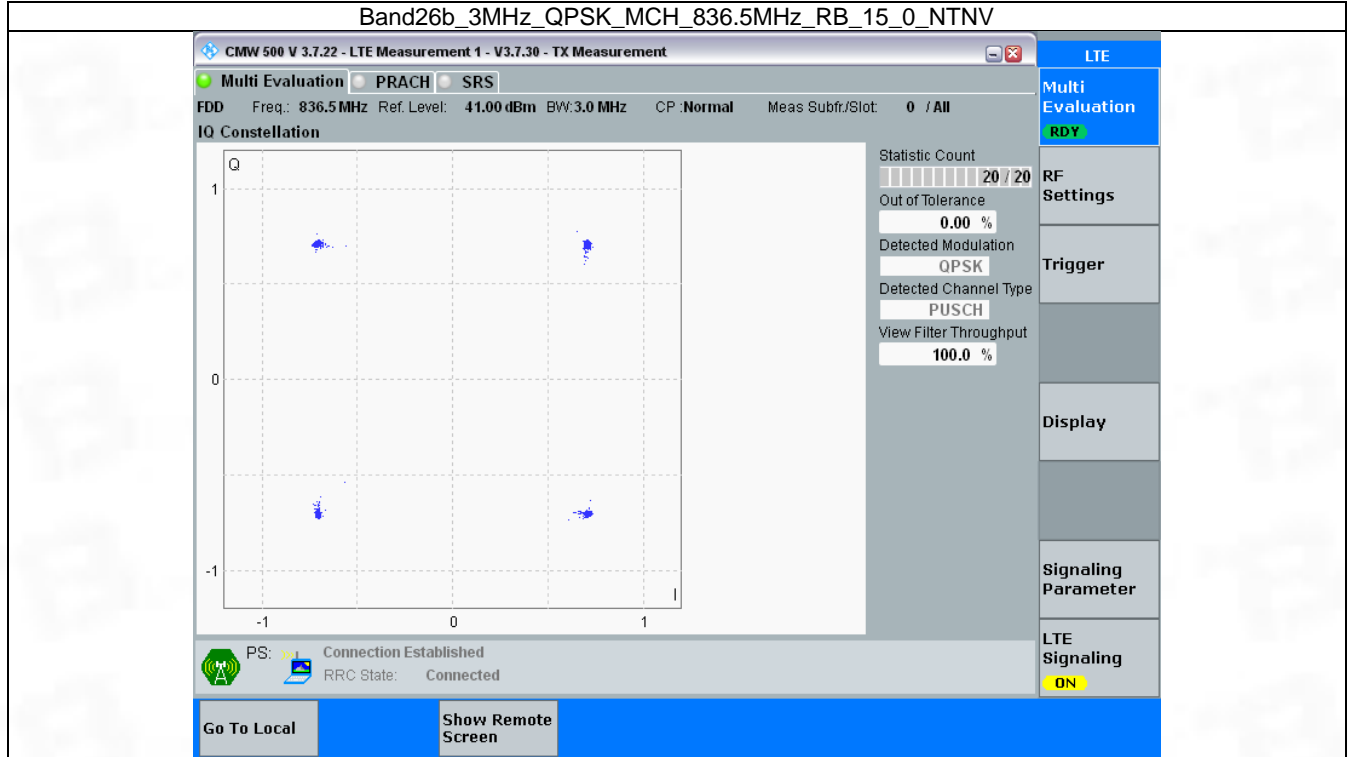 Band26b_3MHz_QPSK_MCH_836.5MHz_RB_15_0_NTNV
CMW 500 V 3.7.22 - LTE Measurement 1 - V3.7.30 - TX Measurement
LTE
Multi Evaluation PRACH SRS
FDD Freq.: 836.5 MHz Ref. Level: 41.00 dBm BW: 3.0 MHz CP :Normal Meas Subfr./Slot: 0 / All
IQ Constellation
Multi
Evaluation
RDY
Q
1
0
-1
I
-1 0 1
Statistic Count
20 / 20
Out of Tolerance
0.00 %
Detected Modulation
QPSK
Detected Channel Type
PUSCH
View Filter Throughput
100.0 %
RF
Settings
Trigger
Display
Signaling
Parameter
LTE
Signaling
ON
PS: Connection Established
RRC State: Connected
Go To Local
Show Remote
Screen